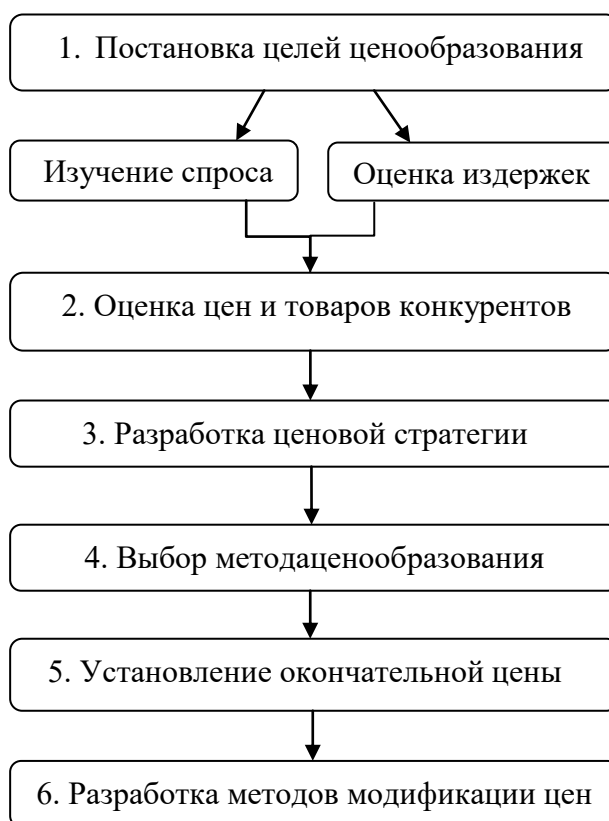 1. Постановка целей ценообразования
Изучение спроса
Оценка издержек
2. Оценка цен и товаров конкурентов
3. Разработка ценовой стратегии
4. Выбор методаценообразования
5. Установление окончательной цены
6. Разработка методов модификации цен